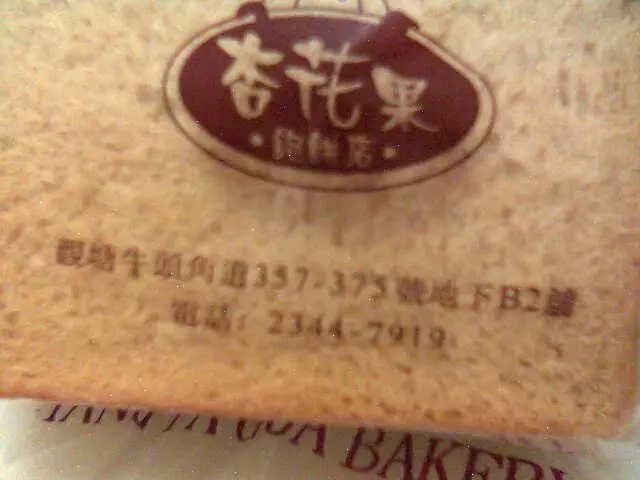 杏花果
•餅店•
觀塘牛頭角道357-375號地下B2舖
電話: 2344-7919
BAKERY